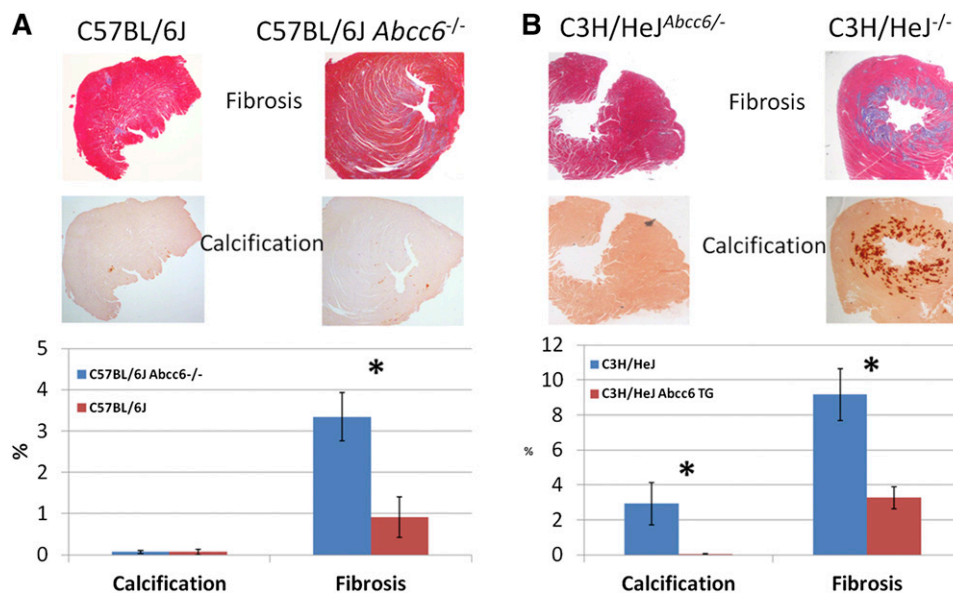 A
C57BL/6J
C57BL/6J Abcc6-/-
Fibrosis
Calcification
5
4
3
2
1
0
%
C57BL/6J Abcc6-/-
C57BL/6J
*
Calcification
Fibrosis
B
C3H/HeJAbcc6/-
C3H/HeJ-/-
Fibrosis
Calcification
12
10
8
6
4
2
0
%
C3H/HeJ
C3H/HeJ Abcc6 TG
*
*
Calcification
Fibrosis